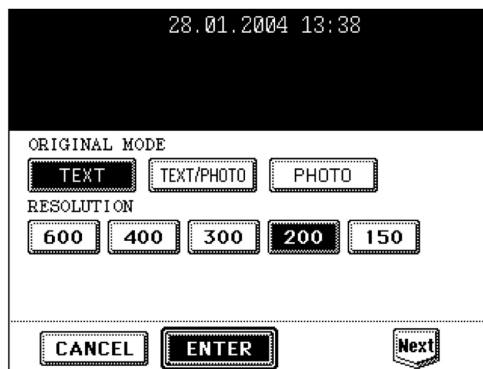 28.01.2004 13:38
ORIGINAL MODE
TEXT TEXT/PHOTO PHOTO
RESOLUTION
600 400 300 200 150
CANCEL ENTER Next